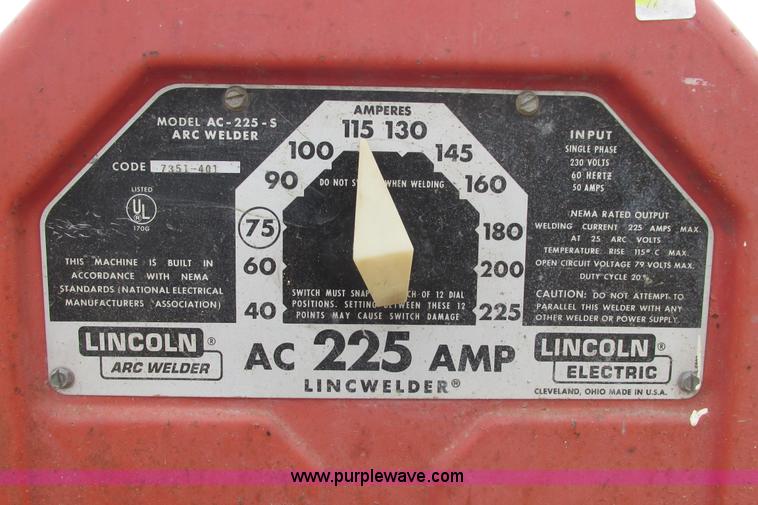 MODEL AC-225-S
ARC WELDER
CODE 7351-401
LISTED
UL
170G
THIS MACHINE IS BUILT IN
ACCORDANCE WITH NEMA
STANDARDS (NATIONAL ELECTRICAL
MANUFACTURERS ASSOCIATION)
AMPERES
40
60
75
90
100
115
130
145
160
180
200
225
DO NOT WHEN WELDING
SWITCH MUST SNAP OF 12 DIAL
POSITIONS. SETTING BETWEEN THESE 12
POINTS MAY CAUSE SWITCH DAMAGE
INPUT
SINGLE PHASE
230 VOLTS
60 HERTZ
50 AMPS
NEMA RATED OUTPUT
WELDING CURRENT 225 AMPS MAX.
AT 25 ARC VOLTS
TEMPERATURE RISE 115°C MAX.
OPEN CIRCUIT VOLTAGE 79 VOLTS MAX.
DUTY CYCLE 20%
CAUTION: DO NOT ATTEMPT TO
PARALLEL THIS WELDER WITH ANY
OTHER WELDER OR POWER SUPPLY.
LINCOLN ®
ARC WELDER
AC 225 AMP
LINCWELDER®
LINCOLN ®
ELECTRIC
CLEVELAND, OHIO MADE IN U.S.A.
www.purplewave.com